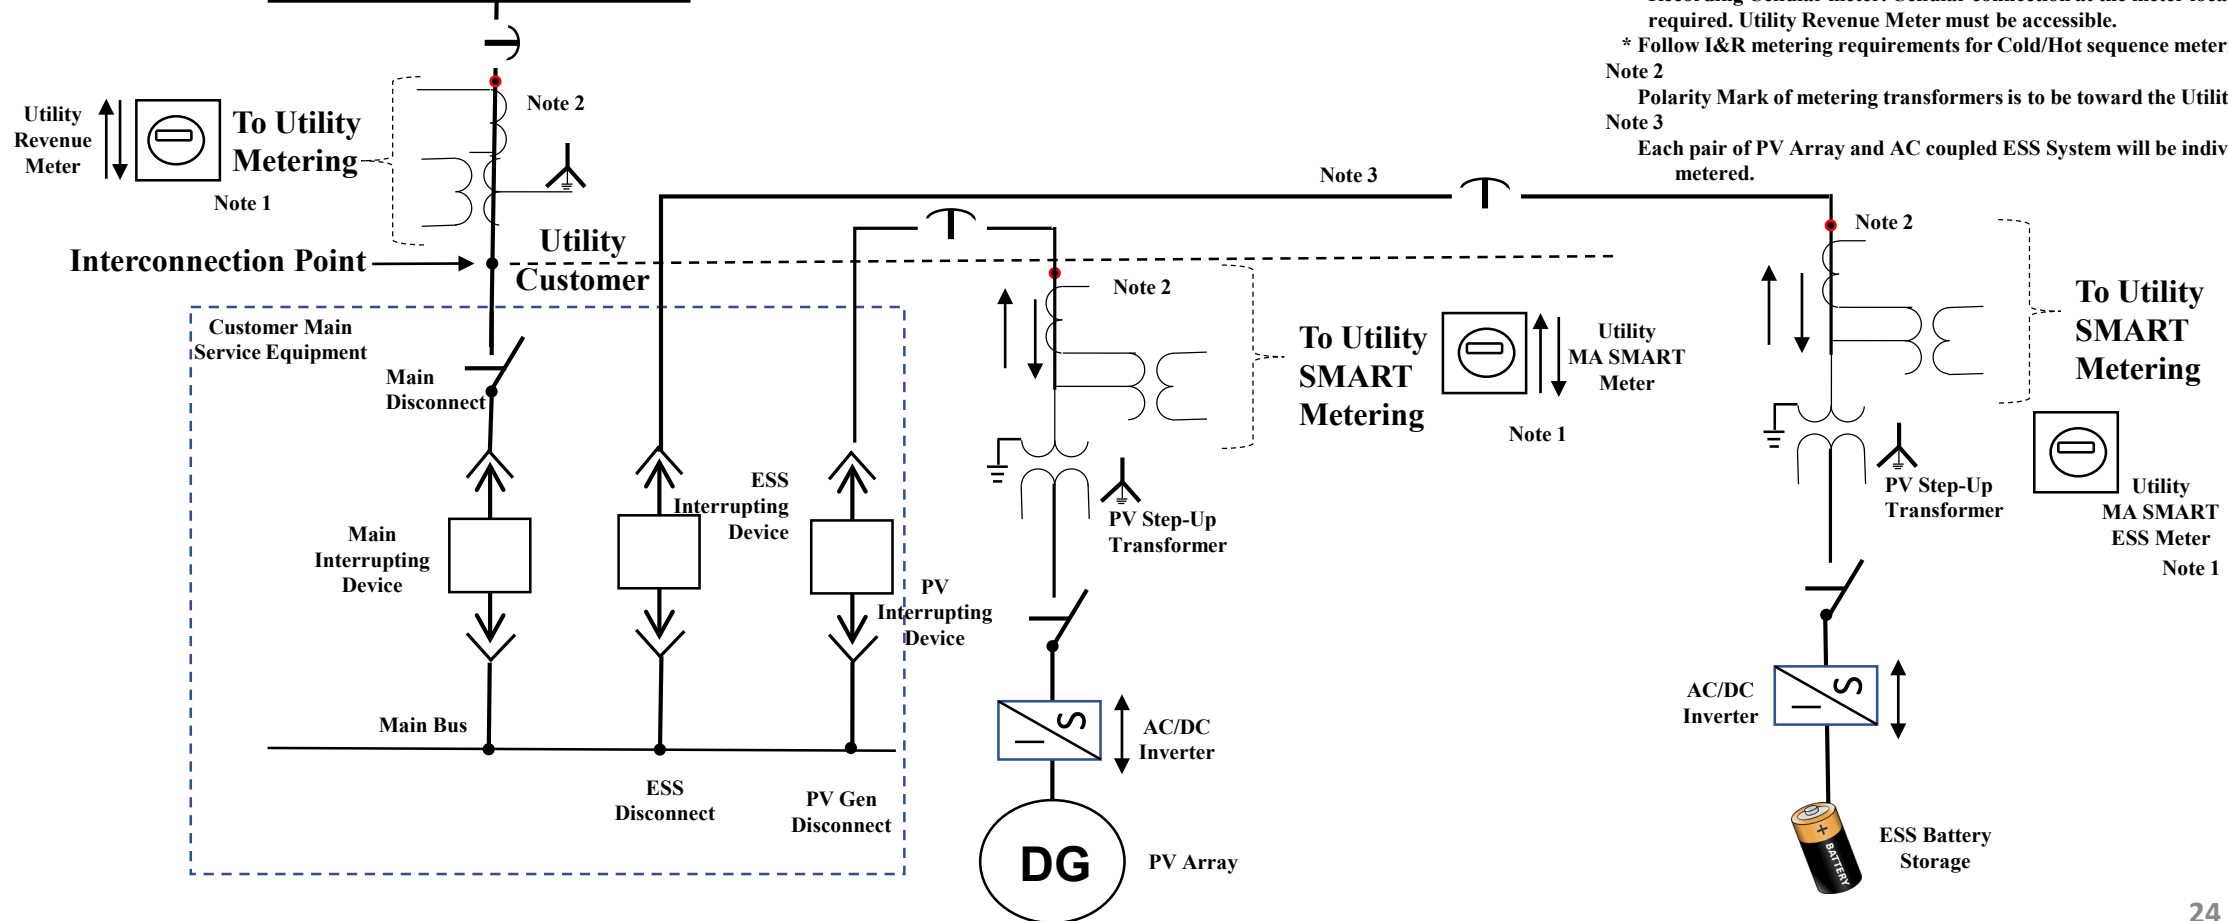 required. Utility Revenue Meter must be accessible.
* Follow I&R metering requirements for Cold/Hot sequence
Note 2
Polarity Mark of metering transformers is to be toward the
Note 3
Each pair of PV Array and AC coupled ESS System will be
metered.
Utility
Revenue
Meter
To Utility
Metering
Note 1
Note 2
Interconnection Point
Utility
Customer
Note 3
Customer Main
Service Equipment
Main
Disconnect
Main
Interrupting
Device
ESS
Interrupting
Device
PV
Interrupting
Device
Main Bus
ESS
Disconnect
PV Gen
Disconnect
Note 2
To Utility
SMART
Metering
Utility
MA SMART
Meter
Note 1
PV Step-Up
Transformer
AC/DC
Inverter
DG
PV Array
Note 2
To Utility
SMART
Metering
Utility
MA SMART
ESS Meter
Note 1
PV Step-Up
Transformer
AC/DC
Inverter
BATTERY
ESS Battery
Storage
24